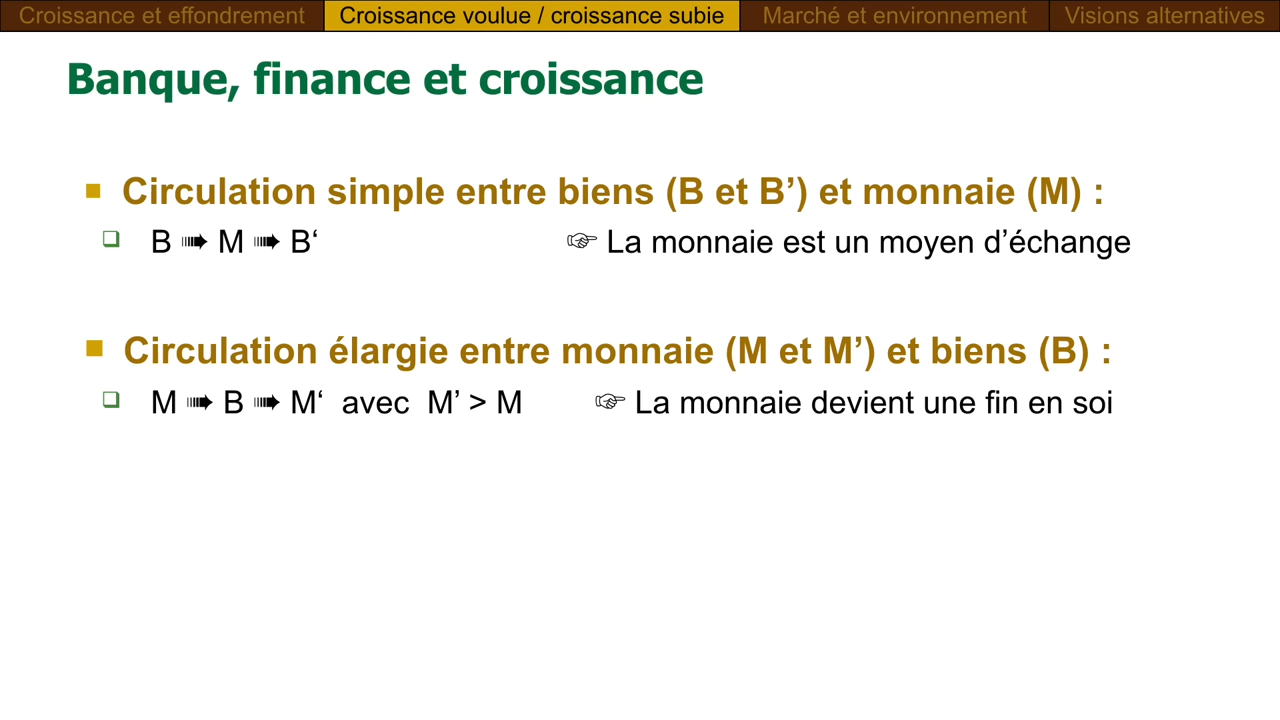 Croissance et effondrement Croissance voulue / croissance subie Marché et environnement Visions alternatives
Banque, finance et croissance
Circulation simple entre biens (B et B’) et monnaie (M) :
B ➠ M ➠ B‘ ☞ La monnaie est un moyen d’échange
Circulation élargie entre monnaie (M et M’) et biens (B) :
M ➠ B ➠ M‘ avec M’ > M ☞ La monnaie devient une fin en soi